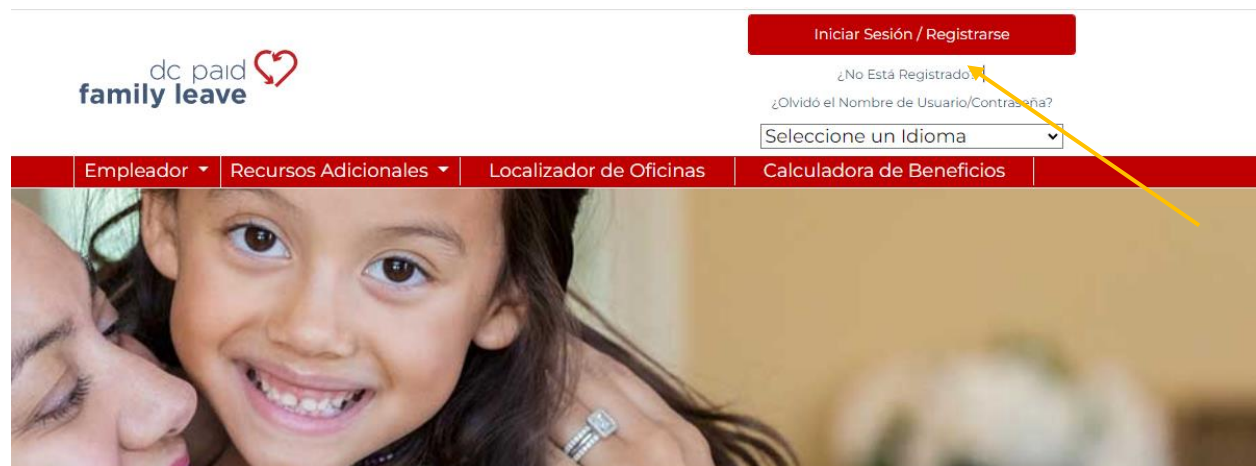 dc paid
family leave
Iniciar Sesión / Registrarse
¿No Está Registrado?
¿Olvidó el Nombre de Usuario/Contraseña?
Seleccione un Idioma
Empleador Recursos Adicionales Localizador de Oficinas Calculadora de Beneficios